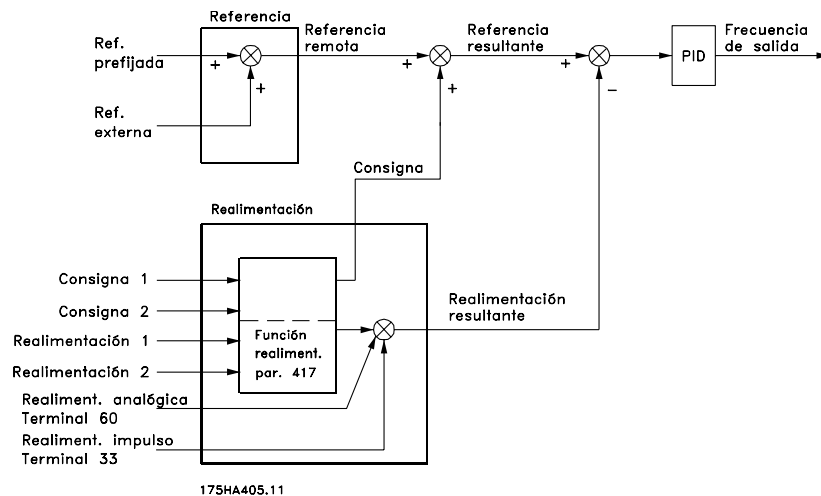 Referencia
Ref.
prefijada
+
+
Ref.
externa
Referencia
remota
+
+
Referencia
resultante
+
−
PID
Frecuencia
de salida
Consigna
Realimentación
Consigna 1
Consigna 2
Realimentación 1
Realimentación 2
Función
realiment.
par. 417
Realimentación
resultante
Realiment. analógica
Terminal 60
Realiment. impulso
Terminal 33
175HA405.11